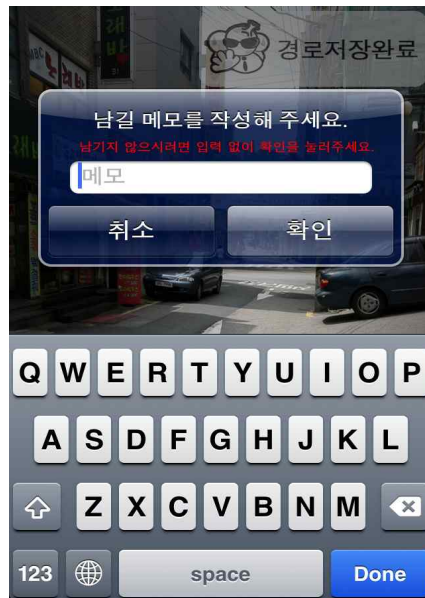 경로저장완료
남길 메모를 작성해 주세요.
남기지 않으시려면 입력 없이 확인을 눌러주세요.
메모
취소 확인
Q W E R T Y U I O P
A S D F G H J K L
Z X C V B N M
123 space Done